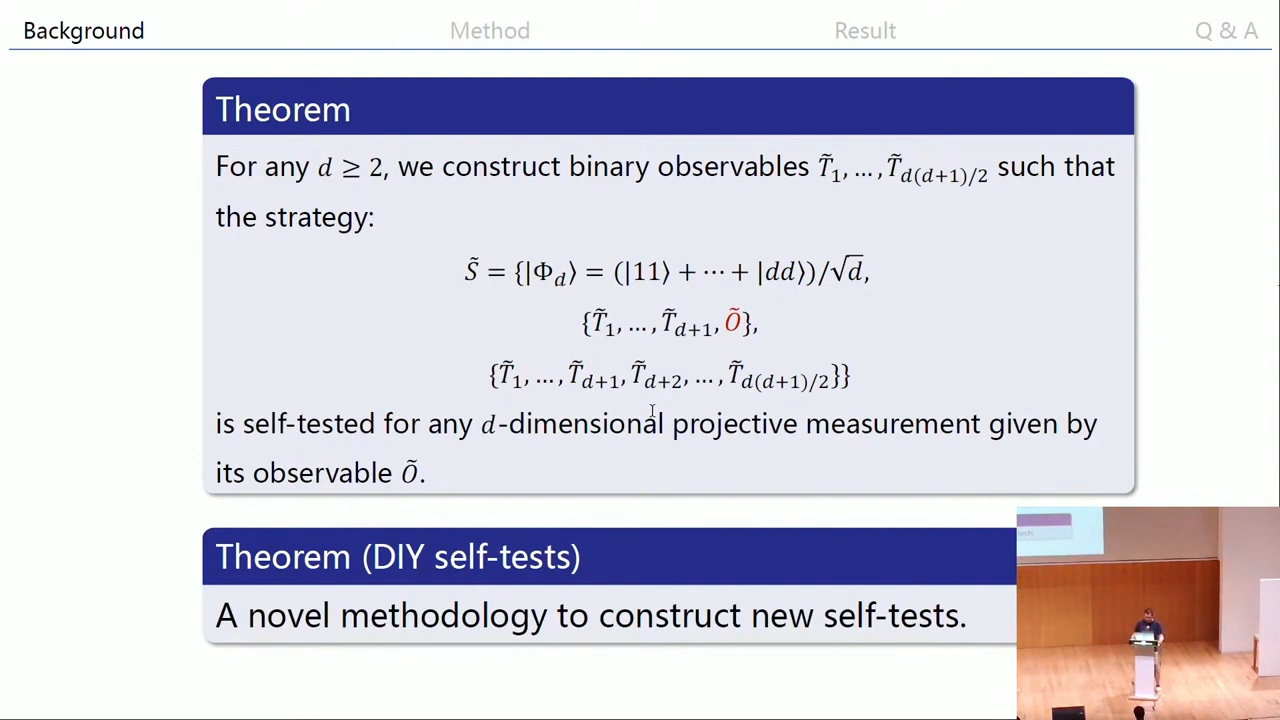 Background Method Result Q & A
Theorem
For any d ≥ 2, we construct binary observables T̃₁, … , T̃_{d(d+1)/2} such that
the strategy:
S̃ = {|Φ_d⟩ = (|11⟩ + ⋯ + |dd⟩)/√d,
{T̃₁, … , T̃_{d+1}, Õ},
{T̃₁, … , T̃_{d+1}, T̃_{d+2}, … , T̃_{d(d+1)/2}}}
is self-tested for any d-dimensional projective measurement given by
its observable Õ.
Theorem (DIY self-tests)
A novel methodology to construct new self-tests.